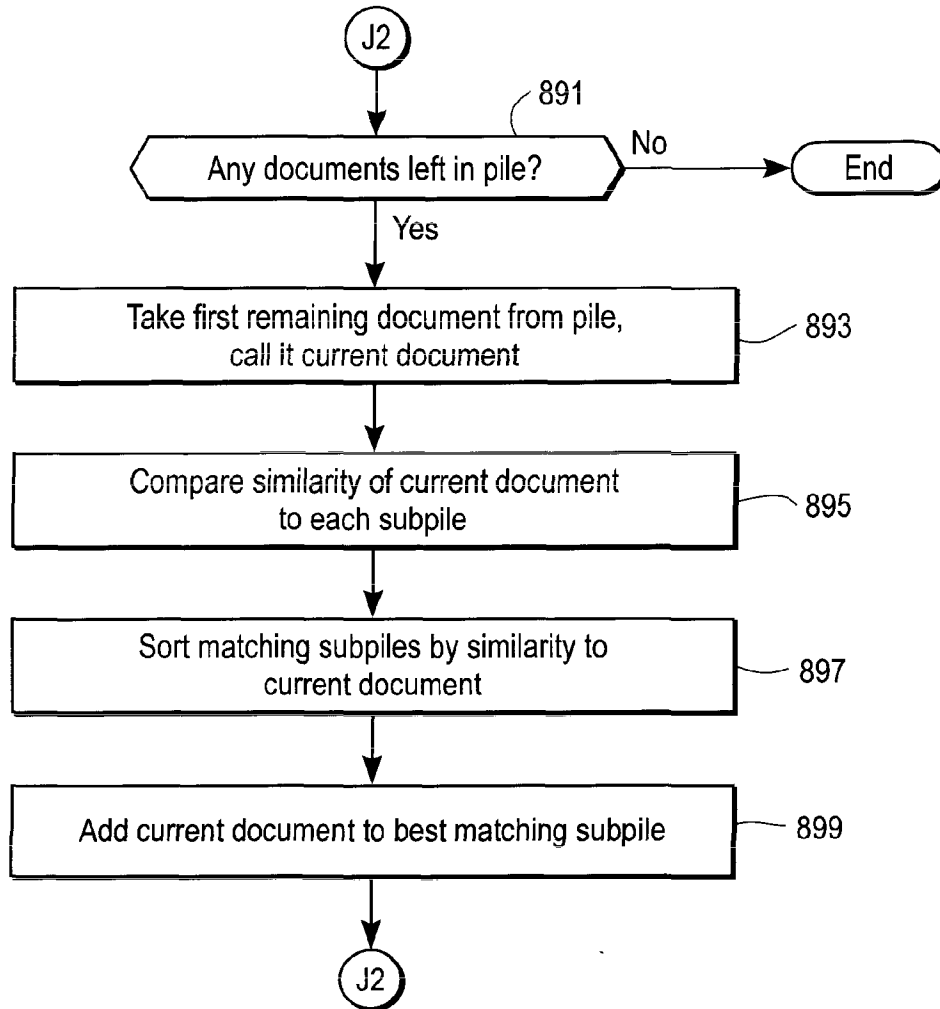 J2
891
Any documents left in pile?
No
End
Yes
Take first remaining document from pile,
call it current document
893
Compare similarity of current document
to each subpile
895
Sort matching subpiles by similarity to
current document
897
Add current document to best matching subpile
899
J2